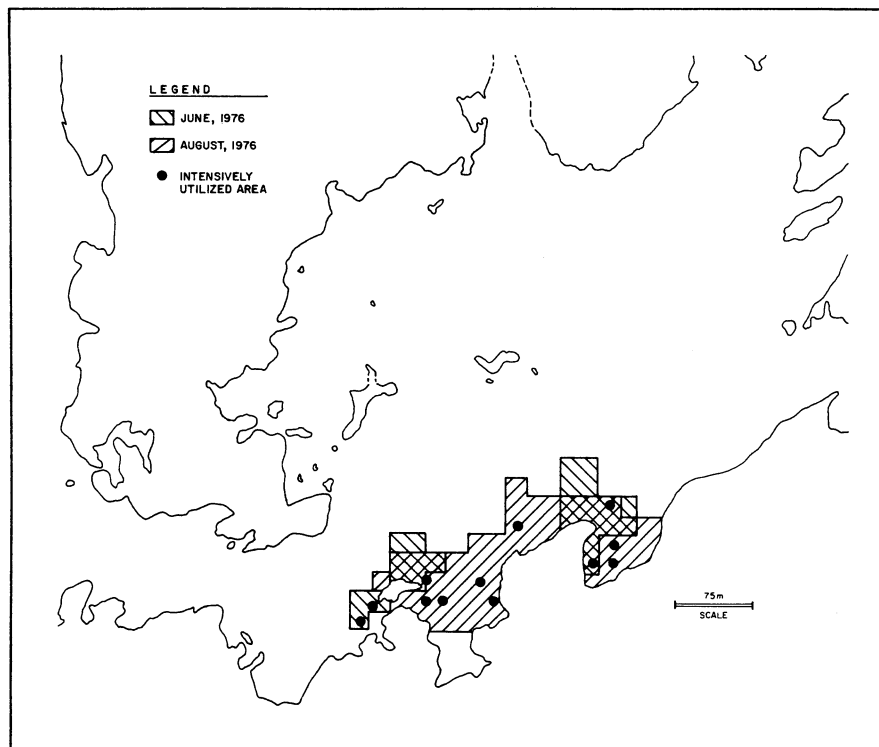 LEGEND
JUNE, 1976
AUGUST, 1976
INTENSIVELY
UTILIZED AREA
75m
SCALE